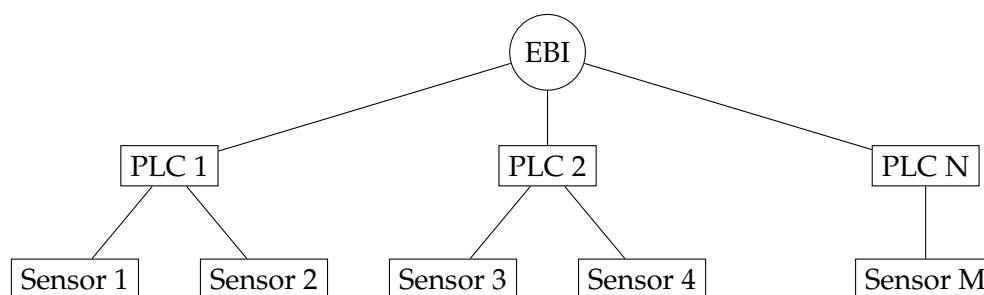 EBI
PLC 1
PLC 2
PLC N
Sensor 1
Sensor 2
Sensor 3
Sensor 4
Sensor M